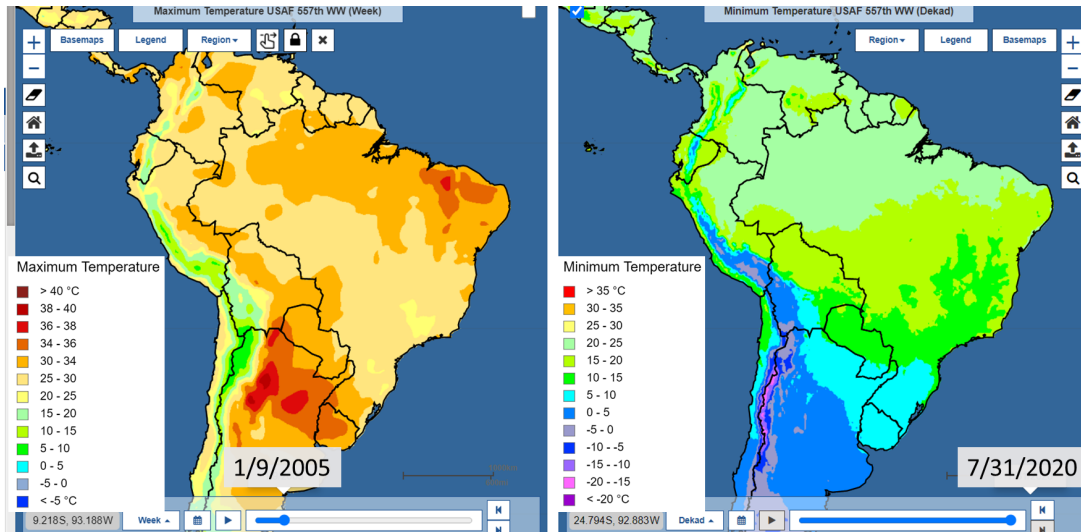 Maximum Temperature USAF 557th WW (Week)
Basemaps
Legend
Region
Maximum Temperature
> 40 °C
38 - 40
36 - 38
34 - 36
30 - 34
25 - 30
20 - 25
15 - 20
10 - 15
5 - 10
0 - 5
-5 - 0
< -5 °C
1/9/2005
9.218S, 93.188W
Week
Minimum Temperature USAF 557th WW (Dekad)
Region
Legend
Basemaps
Minimum Temperature
> 35 °C
30 - 35
25 - 30
20 - 25
15 - 20
10 - 15
5 - 10
0 - 5
-5 - 0
-10 - -5
-15 - -10
-20 - -15
< -20 °C
7/31/2020
24.794S, 92.883W
Dekad